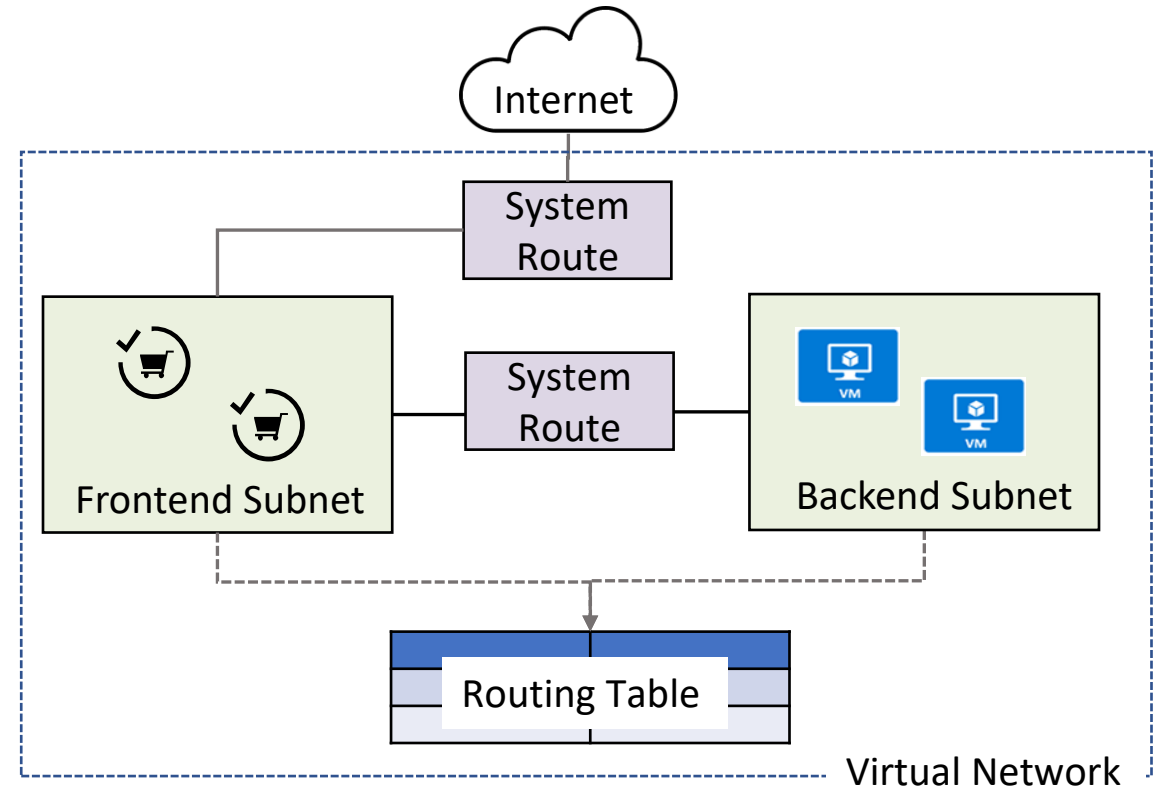 Internet
System
Route
System
Route
VM
VM
Frontend Subnet
Backend Subnet
Routing Table
Virtual Network